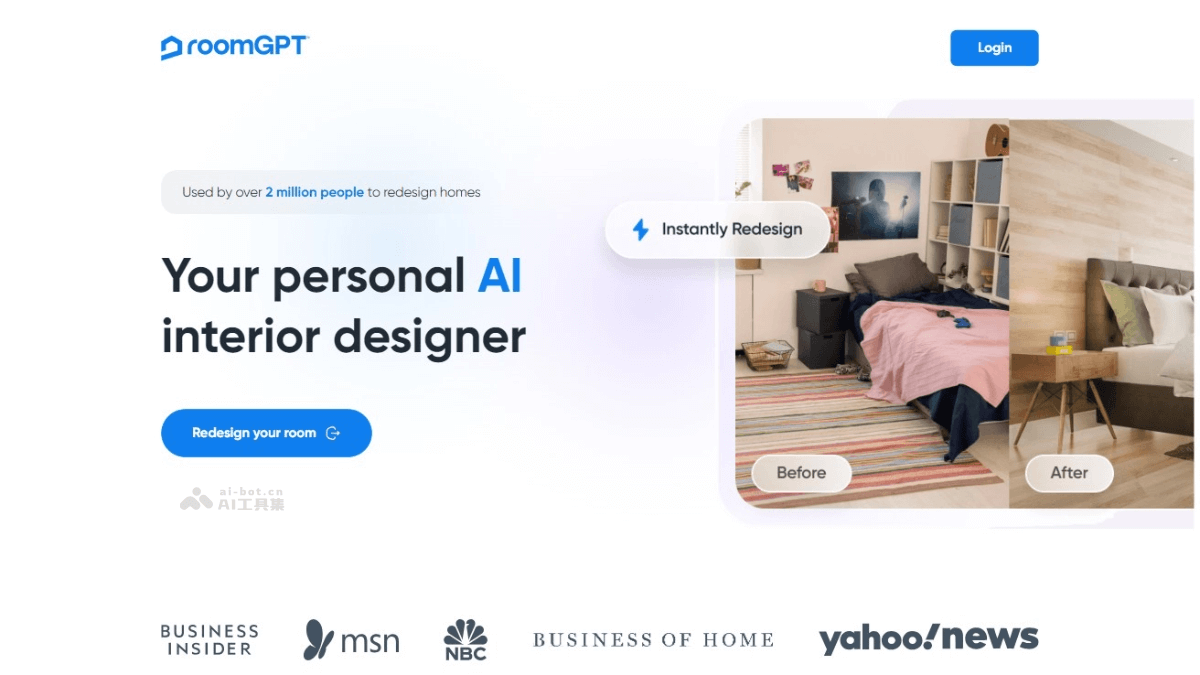 roomGPT
Login
Used by over 2 million people to redesign homes
Instantly Redesign
Your personal AI
interior designer
Redesign your room
Before
After
ai-bot.cn
AI工具集
BUSINESS
INSIDER
msn
NBC
BUSINESS OF HOME
yahoo!news